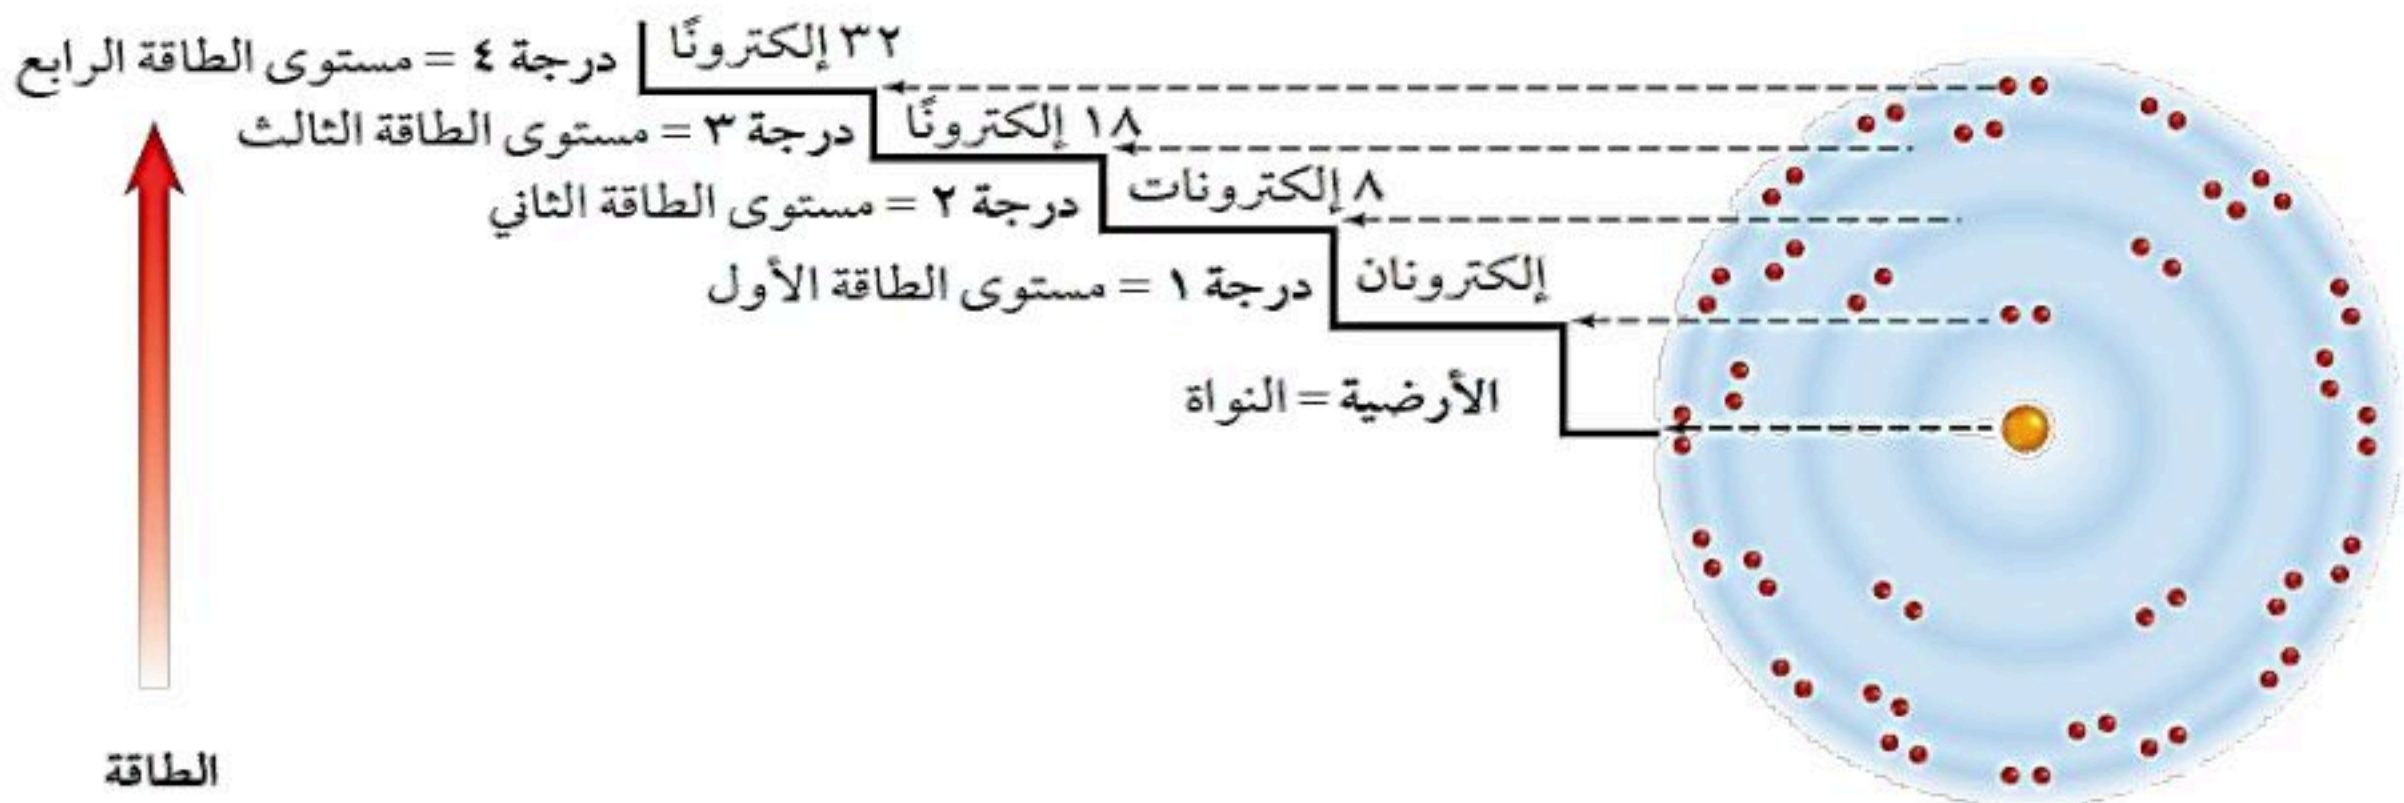 ٣٢ إلكترونًا
درجة ٤ = مستوى الطاقة الرابع
١٨ إلكترونًا
درجة ٣ = مستوى الطاقة الثالث
٨ إلكترونات
درجة ٢ = مستوى الطاقة الثاني
إلكترونان
درجة ١ = مستوى الطاقة الأول
الأرضية = النواة
الطاقة